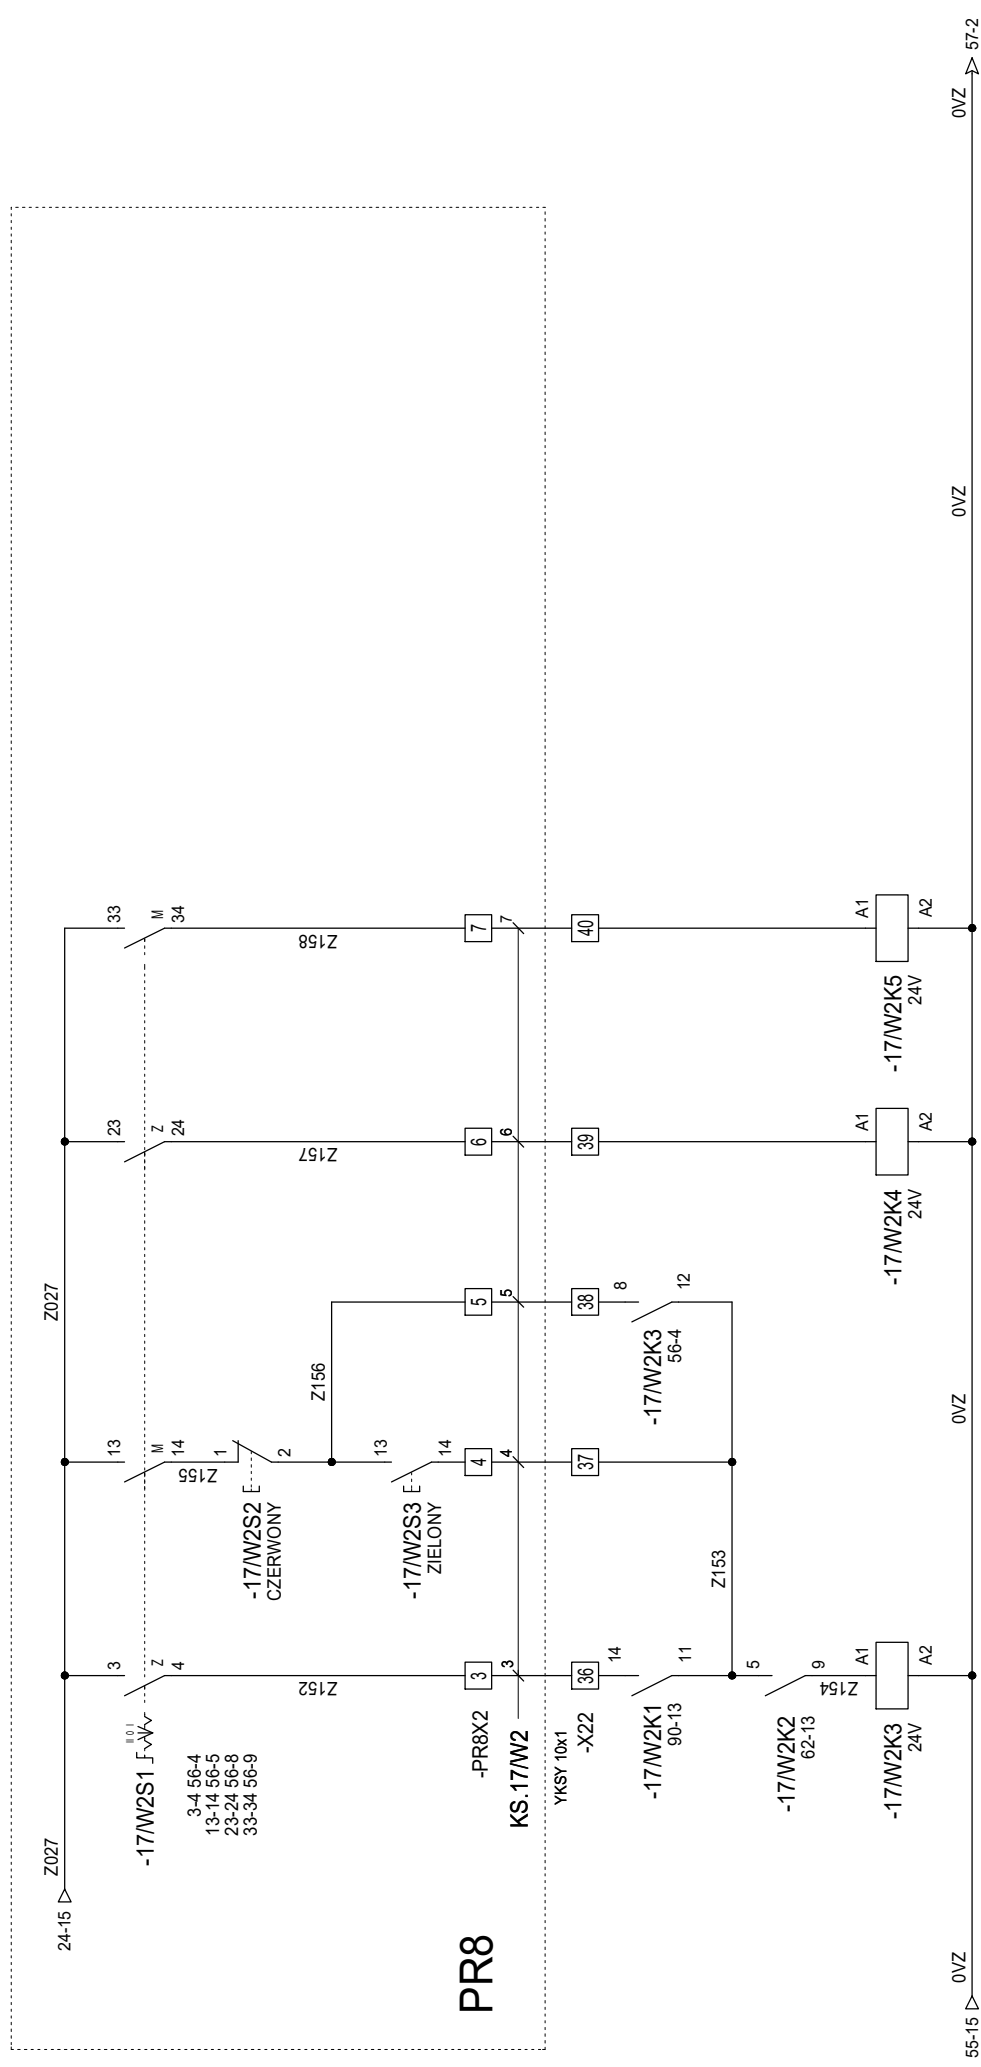 24-15
Z027
Z027
-17/W2S1
II 0 I
3-4 56-4
13-14 56-5
23-24 56-8
33-34 56-9
3
Z
4
13
M
14
23
Z
24
33
M
34
Z155
1
2
-17/W2S2
CZERWONY
Z156
13
14
-17/W2S3
ZIELONY
Z152
Z157
Z158
PR8
-PR8X2
3
4
5
6
7
KS.17/W2
3
4
5
6
7
YKSY 10x1
-X22
36
37
38
39
40
14
11
-17/W2K1
90-13
8
12
-17/W2K3
56-4
Z153
5
9
-17/W2K2
62-13
Z154
A1
A2
-17/W2K3
24V
A1
A2
-17/W2K4
24V
A1
A2
-17/W2K5
24V
55-15
0VZ
0VZ
0VZ
0VZ
57-2